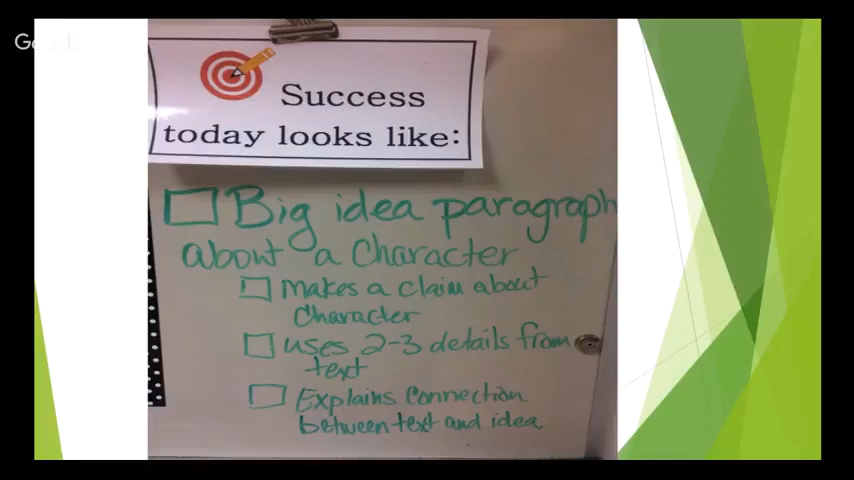 Google
Success
today looks like:
Big idea paragraph
about a character
Makes a claim about
character
uses 2-3 details from
text
Explains connection
between text and idea